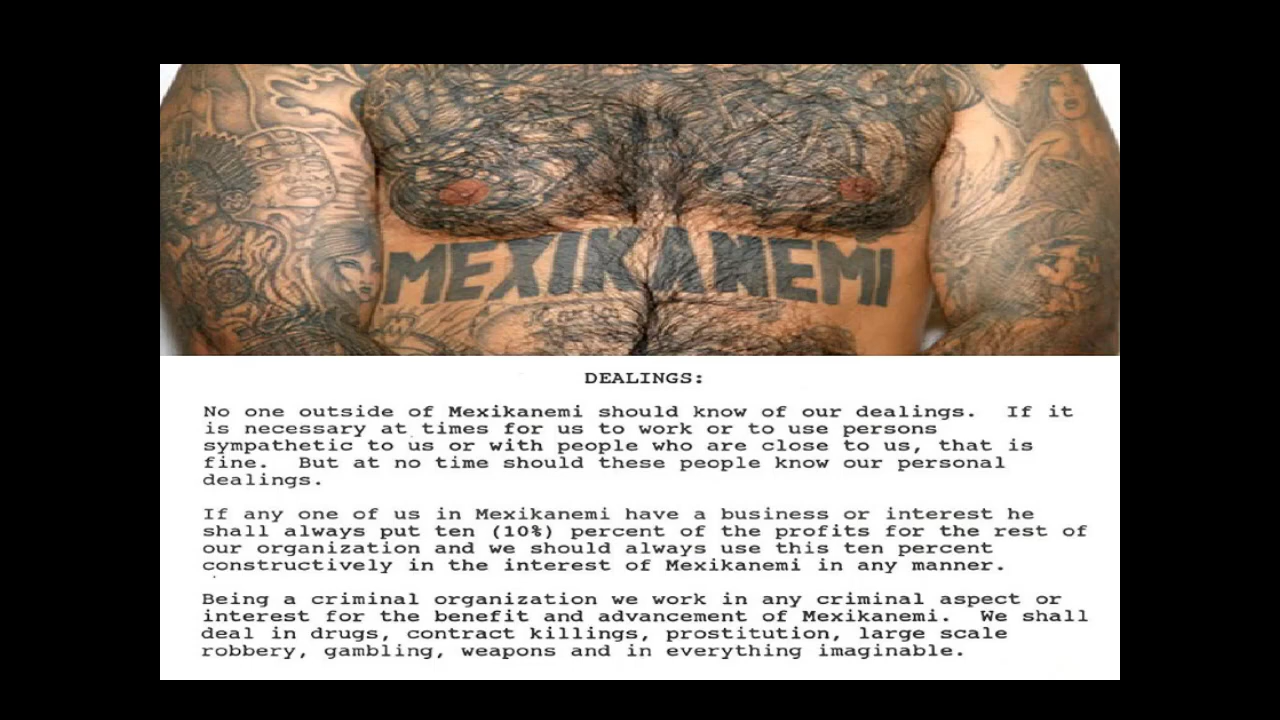 MEXIKANEMI
DEALINGS:
No one outside of Mexikanemi should know of our dealings. If it
is necessary at times for us to work or to use persons
sympathetic to us or with people who are close to us, that is
fine. But at no time should these people know our personal
dealings.
If any one of us in Mexikanemi have a business or interest he
shall always put ten (10%) percent of the profits for the rest of
our organization and we should always use this ten percent
constructively in the interest of Mexikanemi in any manner.
Being a criminal organization we work in any criminal aspect or
interest for the benefit and advancement of Mexikanemi. We shall
deal in drugs, contract killings, prostitution, large scale
robbery, gambling, weapons and in everything imaginable.